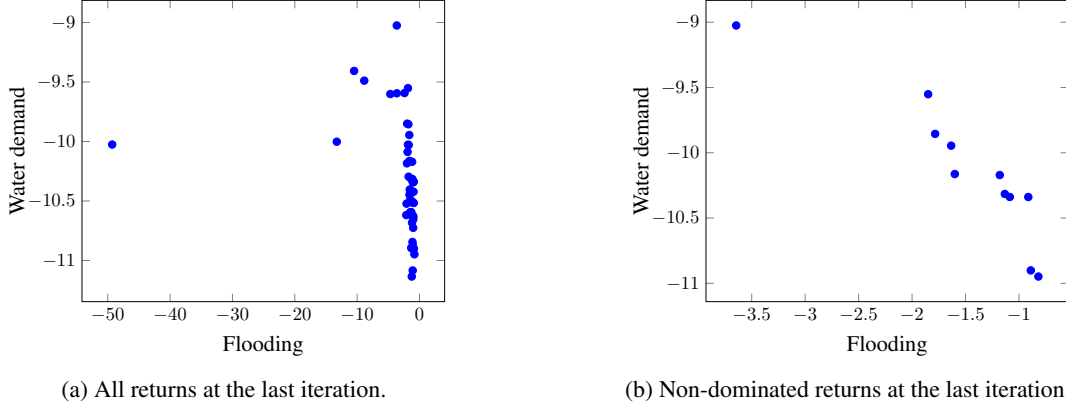 −9
−9.5
−10
−10.5
−11
Water demand
−50 −40 −30 −20 −10 0
Flooding
(a) All returns at the last iteration.
−9
−9.5
−10
−10.5
−11
Water demand
−3.5 −3 −2.5 −2 −1.5 −1
Flooding
(b) Non-dominated returns at the last iteration